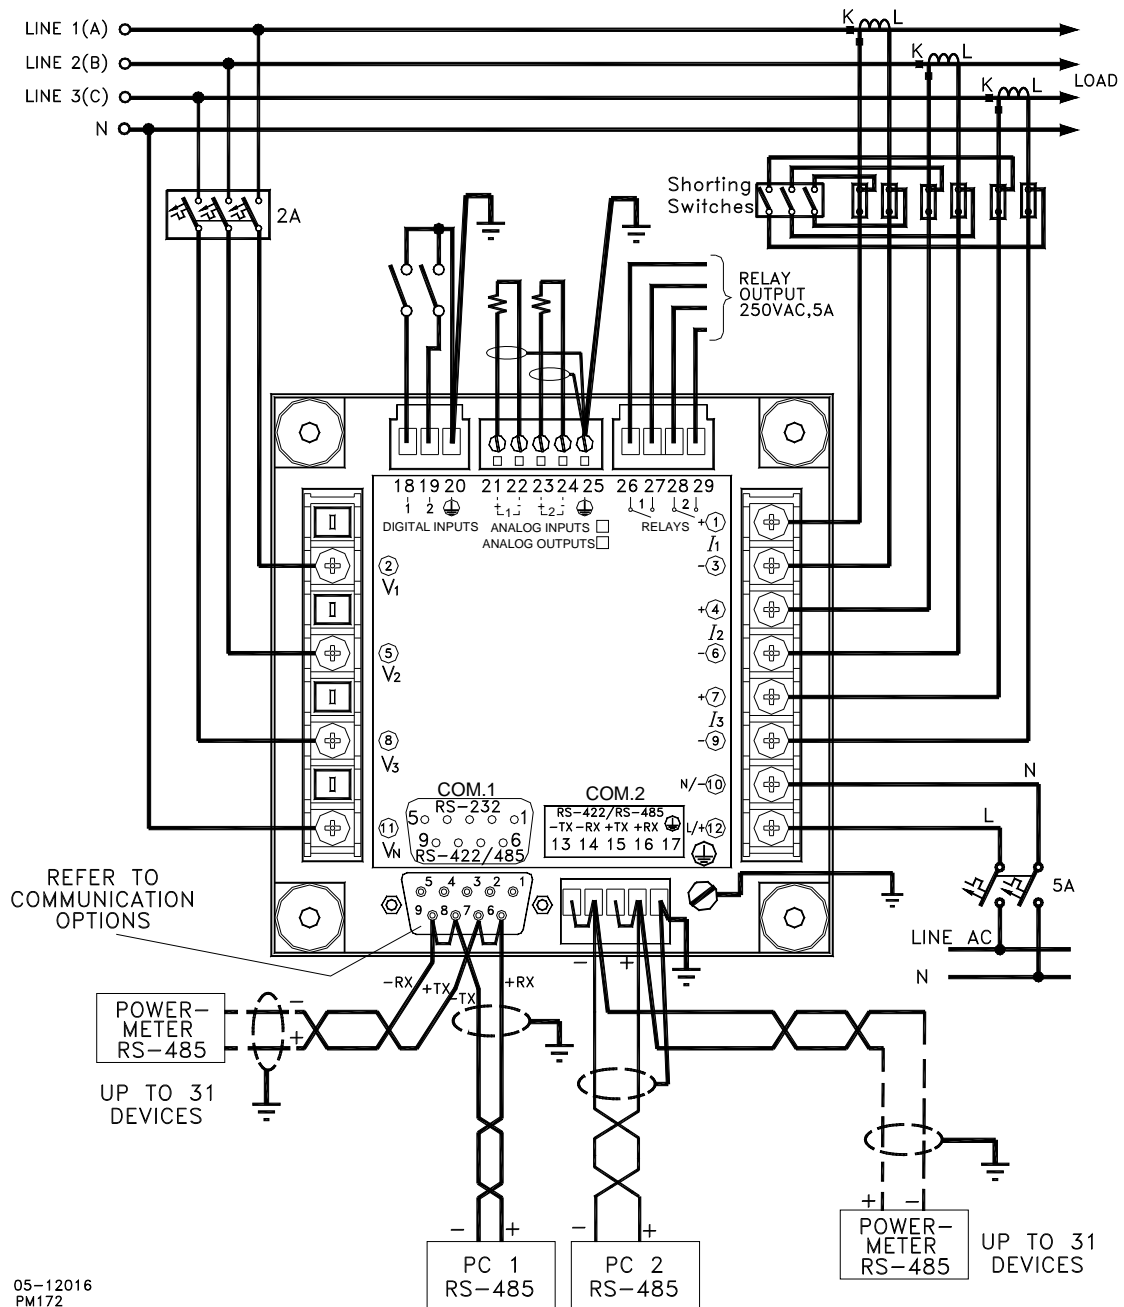 LINE 1(A)
LINE 2(B)
LINE 3(C)
N
K L
K L
K L
LOAD
2A
Shorting
Switches
RELAY
OUTPUT
250VAC,5A
18 19 20
1 2
DIGITAL INPUTS
21 22 23 24 25
1 2
ANALOG INPUTS
ANALOG OUTPUTS
26 27 28 29
1 2
RELAYS
+1
I1
-3
+4
I2
-6
+7
I3
-9
N/-10
L/+12
2
V1
5
V2
8
V3
11
VN
COM.1
RS-232
5 1
9 6
RS-422/485
COM.2
RS-422/RS-485
-TX -RX +TX +RX
13 14 15 16 17
5 4 3 2 1
9 8 7 6
N
L
5A
LINE AC
N
REFER TO
COMMUNICATION
OPTIONS
-RX +TX -TX +RX
- +
POWER-
METER
RS-485
- +
UP TO 31
DEVICES
- +
PC 1
RS-485
- +
PC 2
RS-485
+ -
POWER-
METER
RS-485
UP TO 31
DEVICES
05-12016
PM172